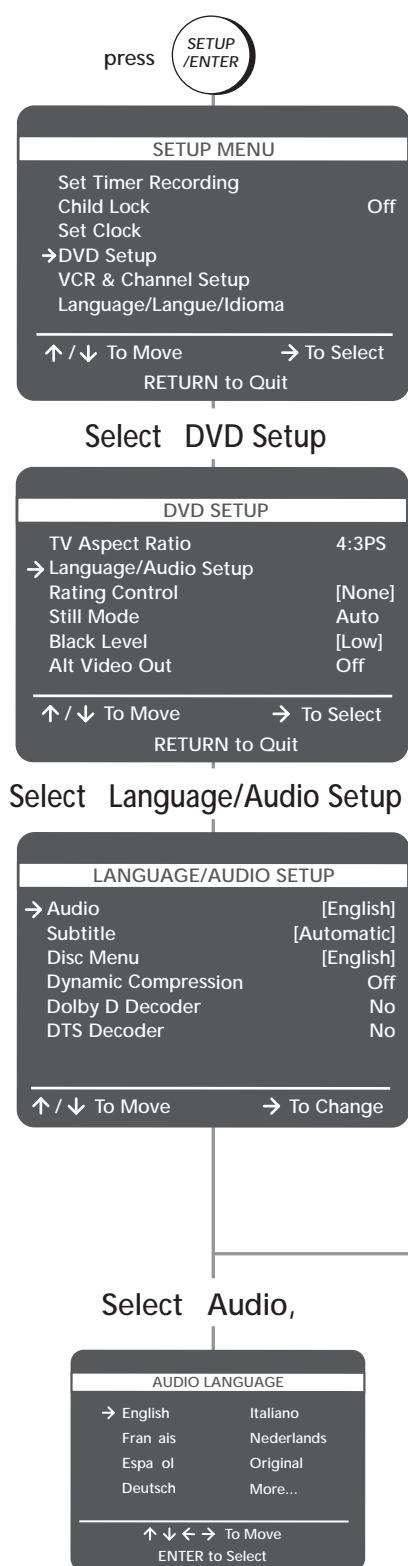 press SETUP
/ENTER
SETUP MENU
Set Timer Recording
Child Lock Off
Set Clock
→DVD Setup
VCR & Channel Setup
Language/Langue/Idioma
↑ / ↓ To Move → To Select
RETURN to Quit
Select DVD Setup
DVD SETUP
TV Aspect Ratio 4:3PS
→ Language/Audio Setup
Rating Control [None]
Still Mode Auto
Black Level [Low]
Alt Video Out Off
↑ / ↓ To Move → To Select
RETURN to Quit
Select Language/Audio Setup
LANGUAGE/AUDIO SETUP
→ Audio [English]
Subtitle [Automatic]
Disc Menu [English]
Dynamic Compression Off
Dolby D Decoder No
DTS Decoder No
↑ / ↓ To Move → To Change
Select Audio,
AUDIO LANGUAGE
→ English Italiano
Fran ais Nederlands
Espa ol Original
Deutsch More...
↑ ↓ ← → To Move
ENTER to Select